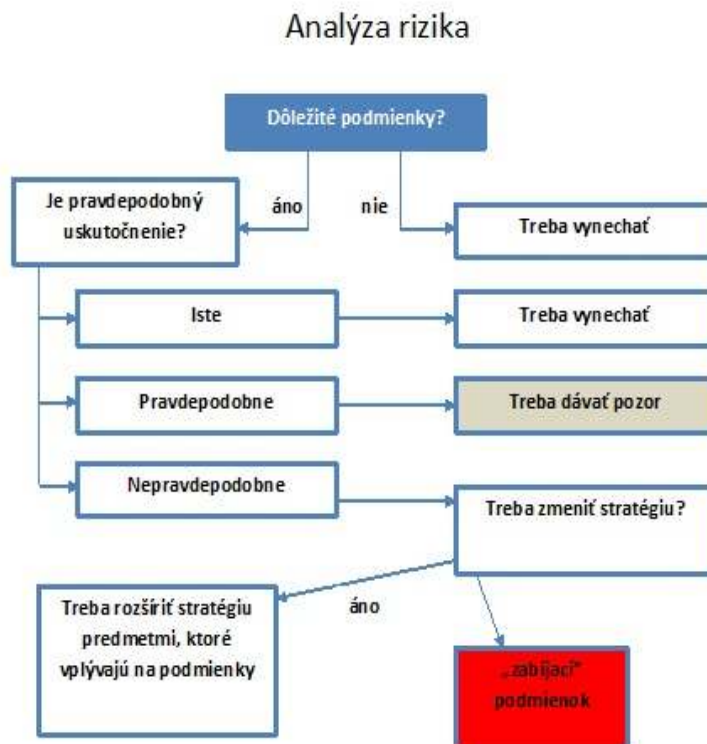 Analýza rizika
Dôležité podmienky?
Je pravdepodobný
uskutočnenie?
áno
nie
Treba vynechať
Iste
Treba vynechať
Pravdepodobne
Treba dávať pozor
Nepravdepodobne
Treba zmeniť stratégiu?
Treba rozšíriť stratégiu
predmetmi, ktoré
vplývajú na podmienky
áno
„zabíjací“
podmienok